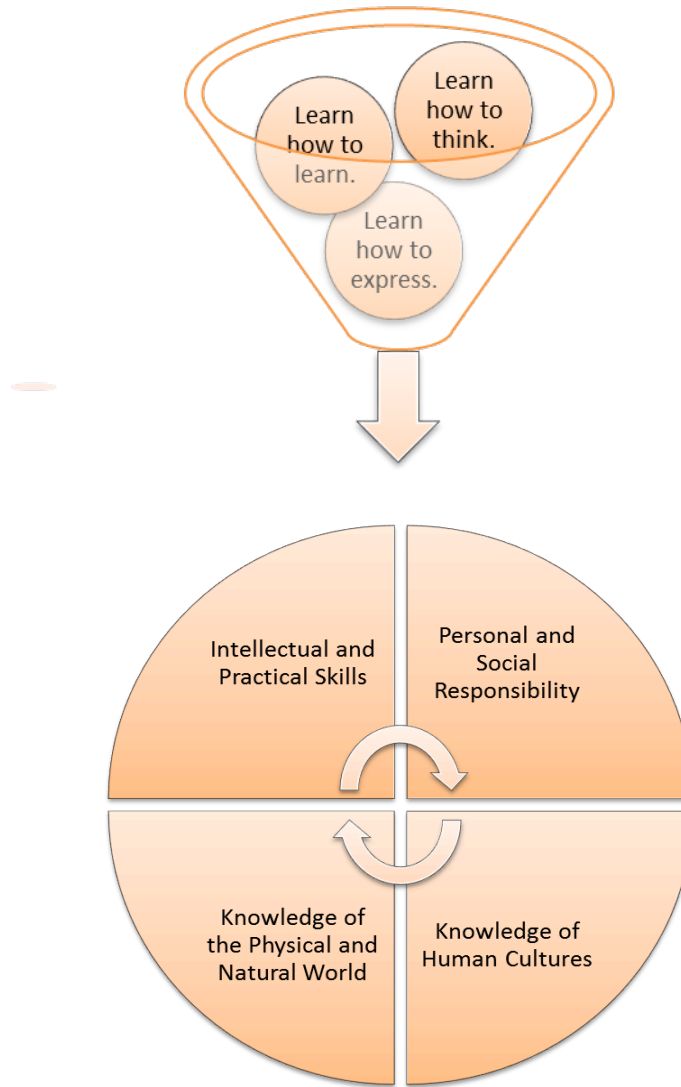 Learn
how to
think.
Learn
how to
learn.
Learn
how to
express.
Intellectual and
Practical Skills
Personal and
Social
Responsibility
Knowledge of
the Physical and
Natural World
Knowledge of
Human Cultures